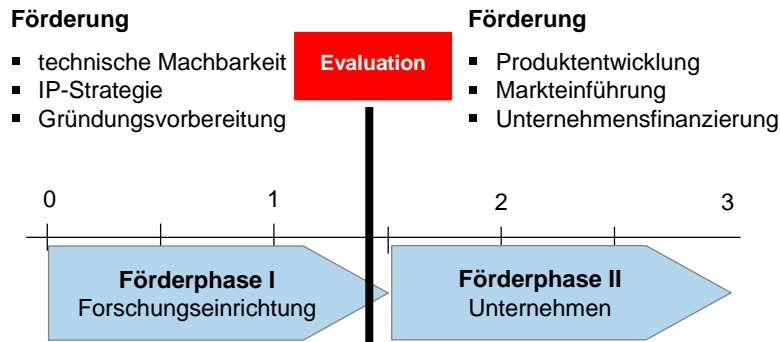 Förderung
▪ technische Machbarkeit
▪ IP-Strategie
▪ Gründungsvorbereitung
Evaluation
Förderung
▪ Produktentwicklung
▪ Markteinführung
▪ Unternehmensfinanzierung
0 1 2 3
Förderphase I
Forschungseinrichtung
Förderphase II
Unternehmen